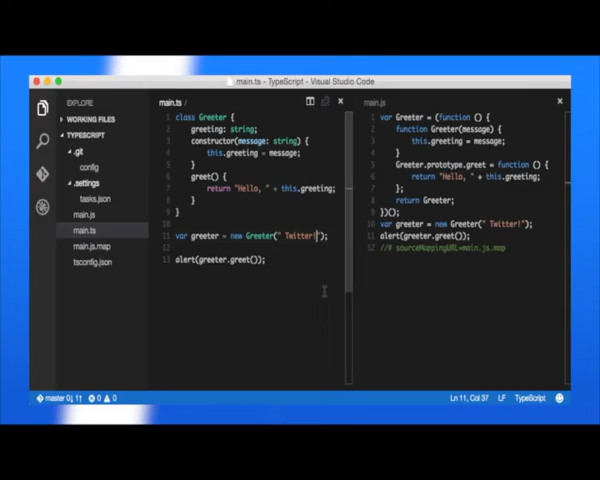 main.ts - TypeScript - Visual Studio Code
EXPLORE
WORKING FILES
TYPESCRIPT
.git
config
.settings
tasks.json
main.js
main.ts
main.js.map
tsconfig.json
main.ts /
1 class Greeter {
2 greeting: string;
3 constructor(message: string) {
4 this.greeting = message;
5 }
6 greet() {
7 return "Hello, " + this.greeting;
8 }
9 }
10
11 var greeter = new Greeter(" Twitter!");
12
13 alert(greeter.greet());
main.js
1 var Greeter = (function () {
2 function Greeter(message) {
3 this.greeting = message;
4 }
5 Greeter.prototype.greet = function () {
6 return "Hello, " + this.greeting;
7 };
8 return Greeter;
9 })();
10 var greeter = new Greeter(" Twitter!");
11 alert(greeter.greet());
12 //# sourceMappingURL=main.js.map
master 0↓ 1↑ 0 0
Ln 11, Col 37 LF TypeScript